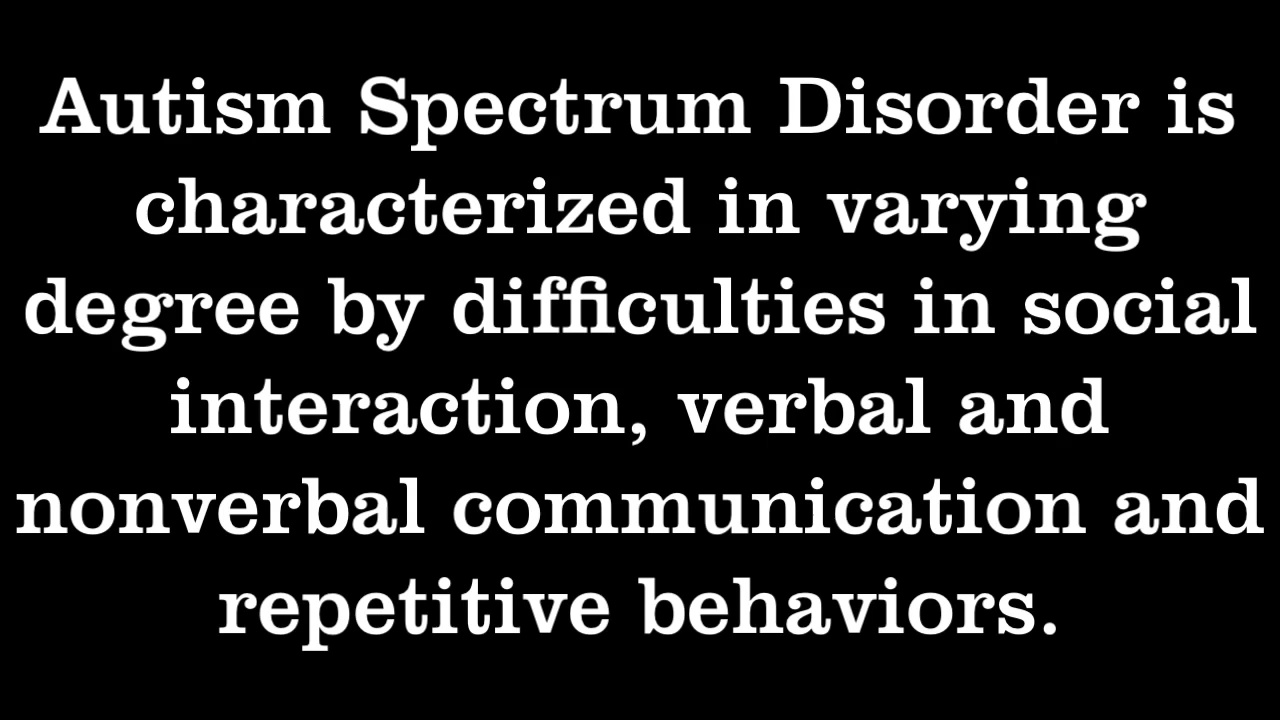 Autism Spectrum Disorder is
characterized in varying
degree by difficulties in social
interaction, verbal and
nonverbal communication and
repetitive behaviors.